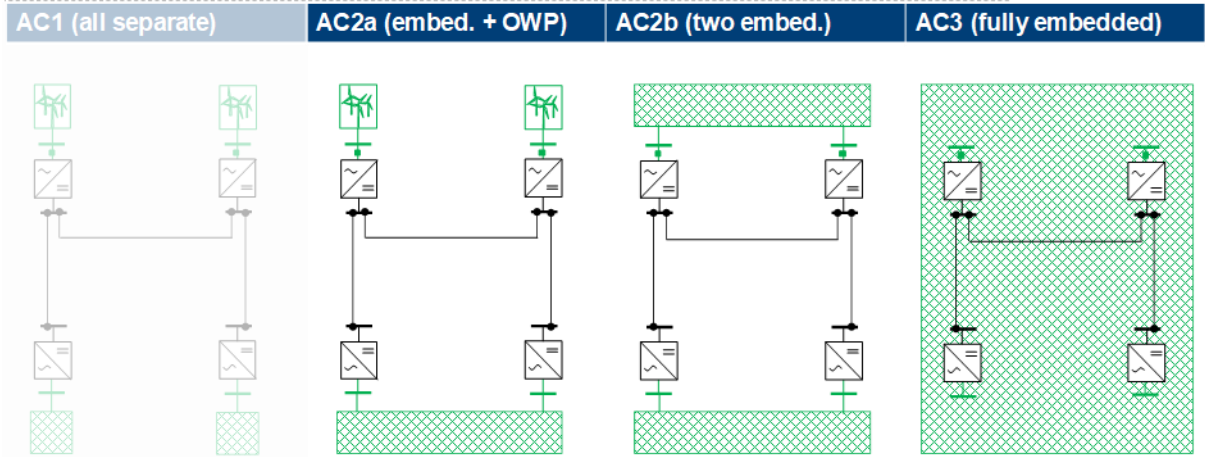 AC1 (all separate)
AC2a (embed. + OWP)
AC2b (two embed.)
AC3 (fully embedded)